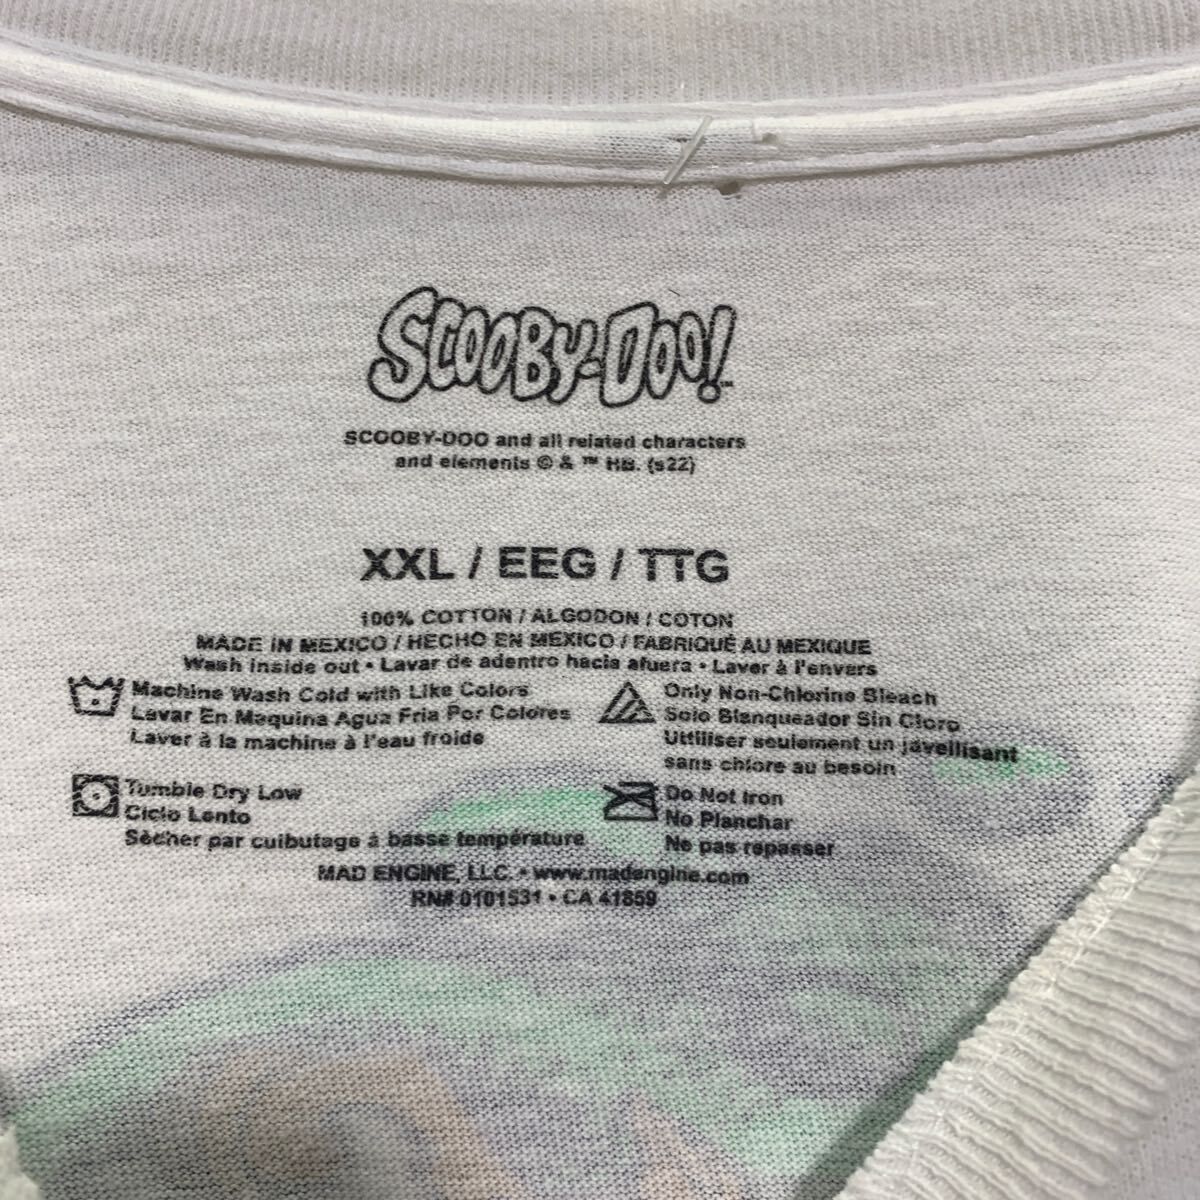 SCOOBY-DOO!™
SCOOBY-DOO and all related characters
and elements © & ™ HB. (s22)
XXL / EEG / TTG
100% COTTON / ALGODON / COTON
MADE IN MEXICO / HECHO EN MEXICO / FABRIQUÉ AU MEXIQUE
Wash inside out • Lavar de adentro hacia afuera • Laver à l'envers
Machine Wash Cold with Like Colors
Lavar En Maquina Agua Fria Por Colores
Laver à la machine à l'eau froide
Only Non-Chlorine Bleach
Solo Blanqueador Sin Cloro
Uttiliser seulement un javellisant
sans chlore au besoin
Tumble Dry Low
Ciclo Lento
Sècher par culbutage à basse température
Do Not Iron
No Planchar
Ne pas repasser
MAD ENGINE, LLC. • www.madengine.com
RN# 0101531 • CA 41859